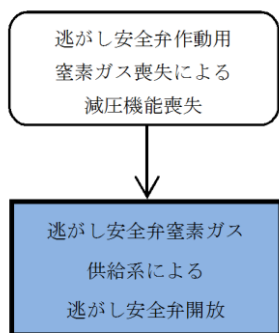 逃がし安全弁作動用
窒素ガス喪失による
減圧機能喪失
逃がし安全弁窒素ガス
供給系による
逃がし安全弁開放